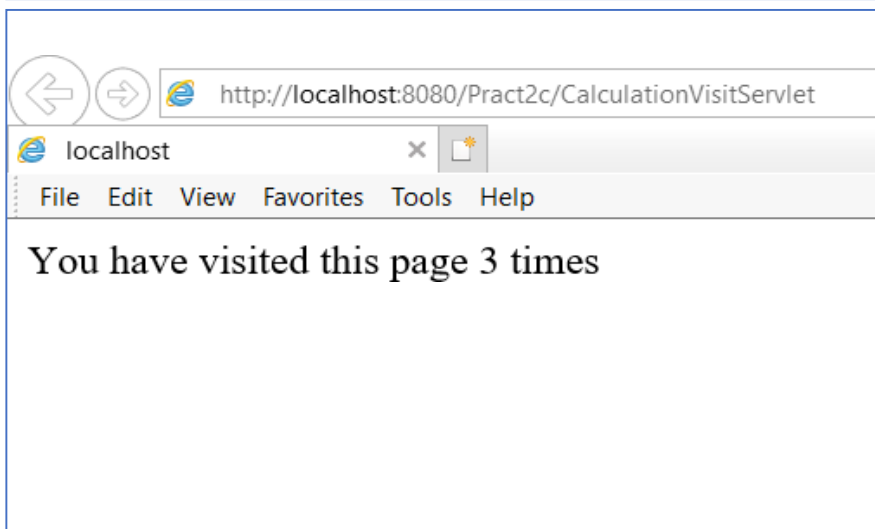 http://localhost:8080/Pract2c/CalculationVisitServlet
localhost
File Edit View Favorites Tools Help
You have visited this page 3 times